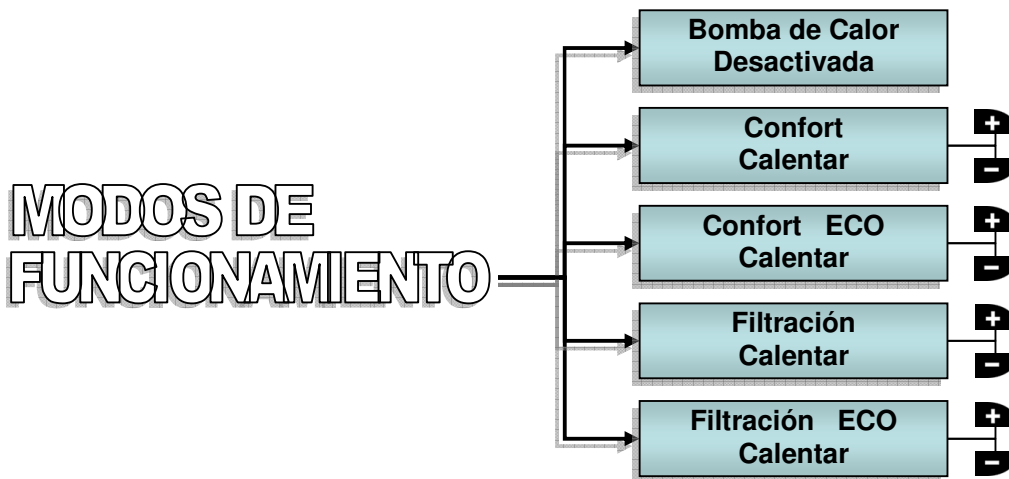 MODOS DE
FUNCIONAMIENTO
Bomba de Calor
Desactivada
Confort
Calentar
+
-
Confort ECO
Calentar
+
-
Filtración
Calentar
+
-
Filtración ECO
Calentar
+
-